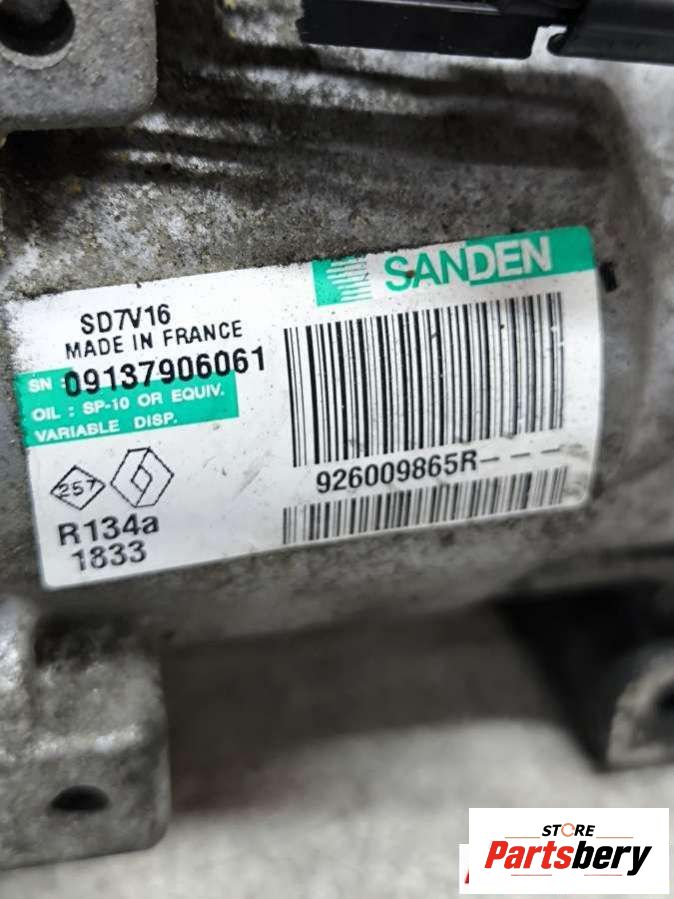 SANDEN
SD7V16
MADE IN FRANCE
SN 09137906061
OIL : SP-10 OR EQUIV.
VARIABLE DISP.
926009865R- - - -
257
R134a
1833
STORE
Partsbery